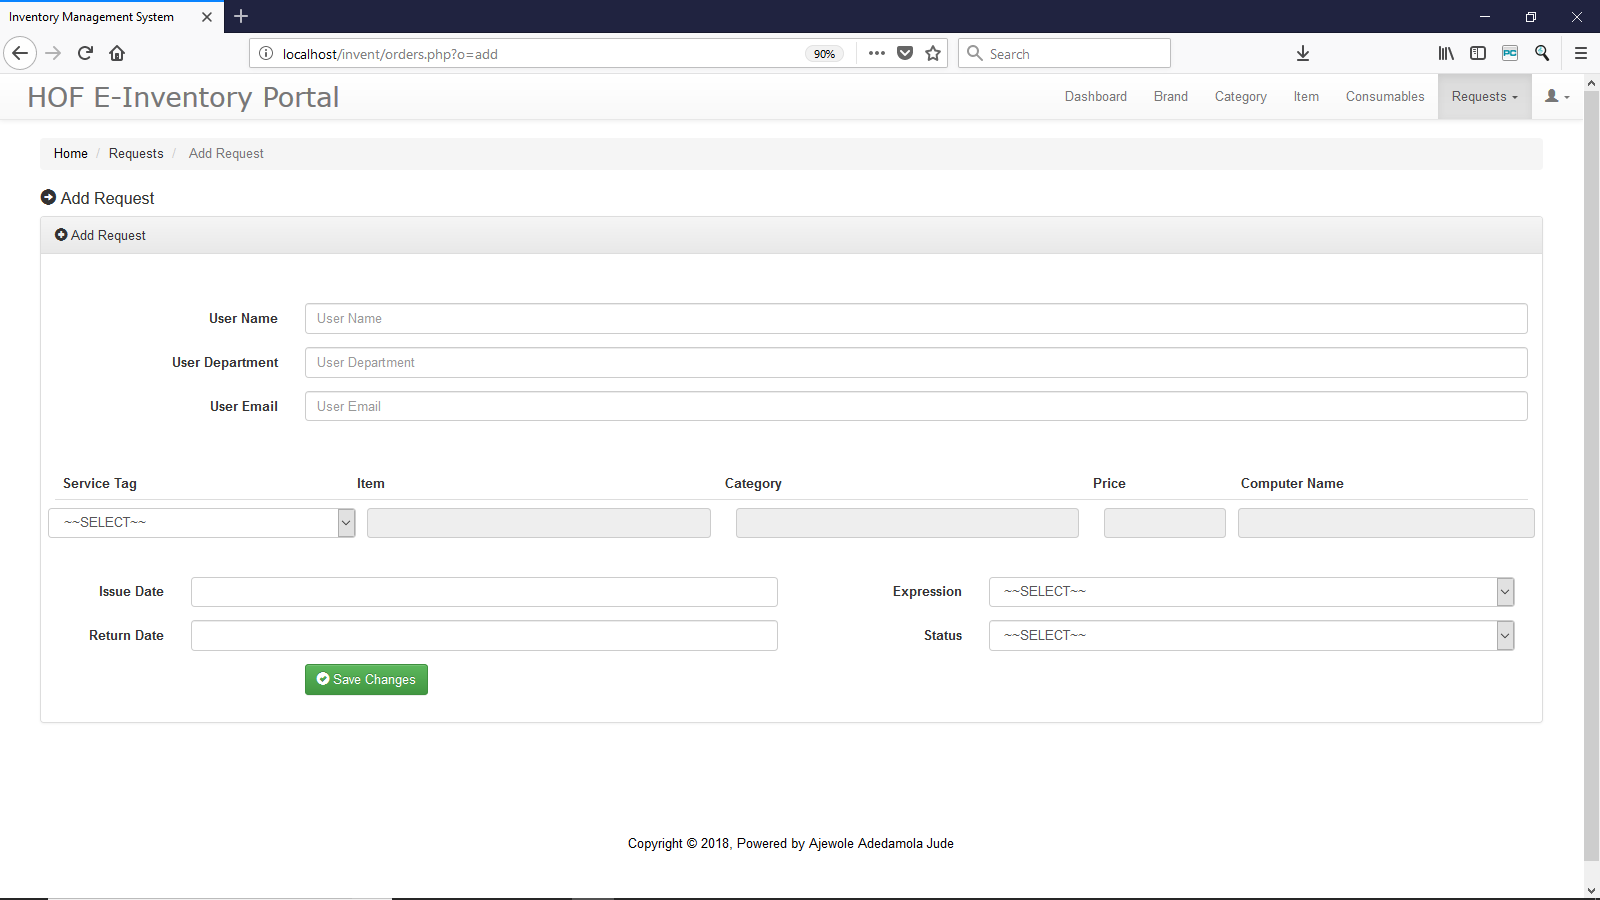 Inventory Management System
localhost/invent/orders.php?o=add
90%
Search
PC
HOF E-Inventory Portal
Dashboard Brand Category Item Consumables Requests
Home / Requests / Add Request
Add Request
Add Request
User Name User Name
User Department User Department
User Email User Email
Service Tag Item Category Price Computer Name
~~SELECT~~
Issue Date Expression ~~SELECT~~
Return Date Status ~~SELECT~~
Save Changes
Copyright © 2018, Powered by Ajewole Adedamola Jude